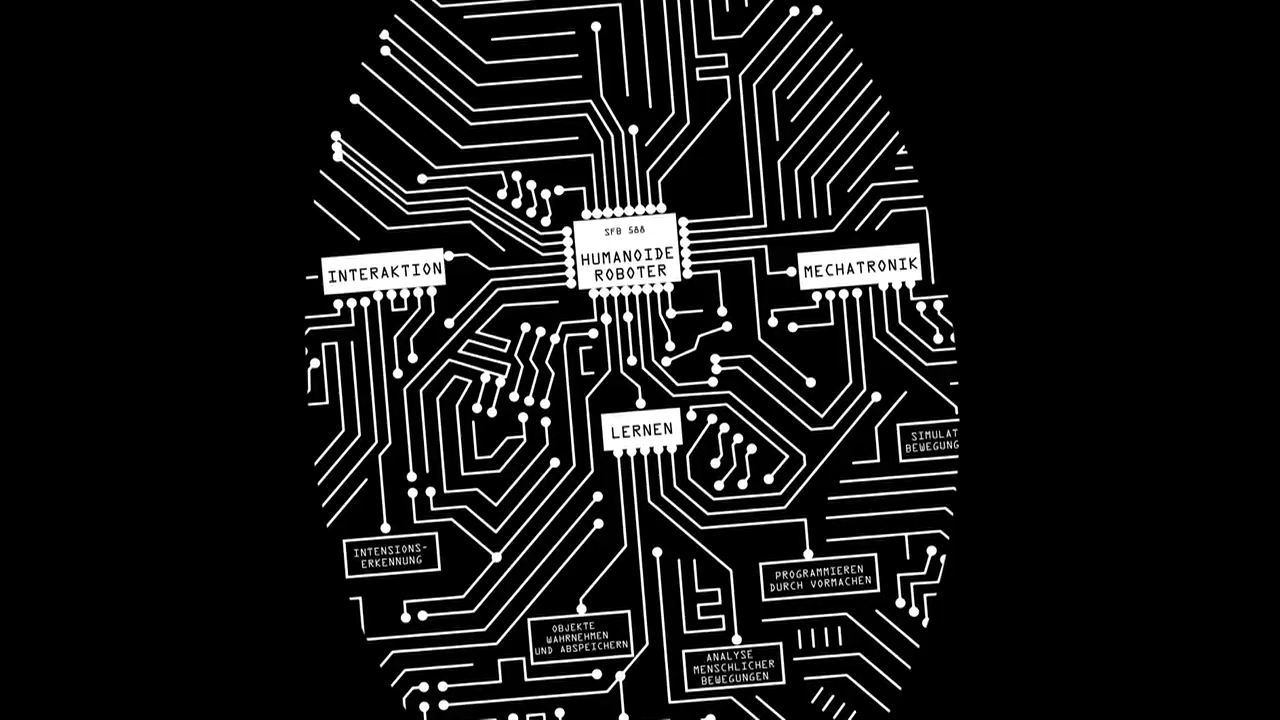 SFB 588
HUMANOIDE
ROBOTER
INTERAKTION
MECHATRONIK
LERNEN
SIMULAT
BEWEGUNG
INTENSIONS-
ERKENNUNG
PROGRAMMIEREN
DURCH VORMACHEN
OBJEKTE
WAHRNEHMEN
UND ABSPEICHERN
ANALYSE
MENSCHLICHER
BEWEGUNGEN